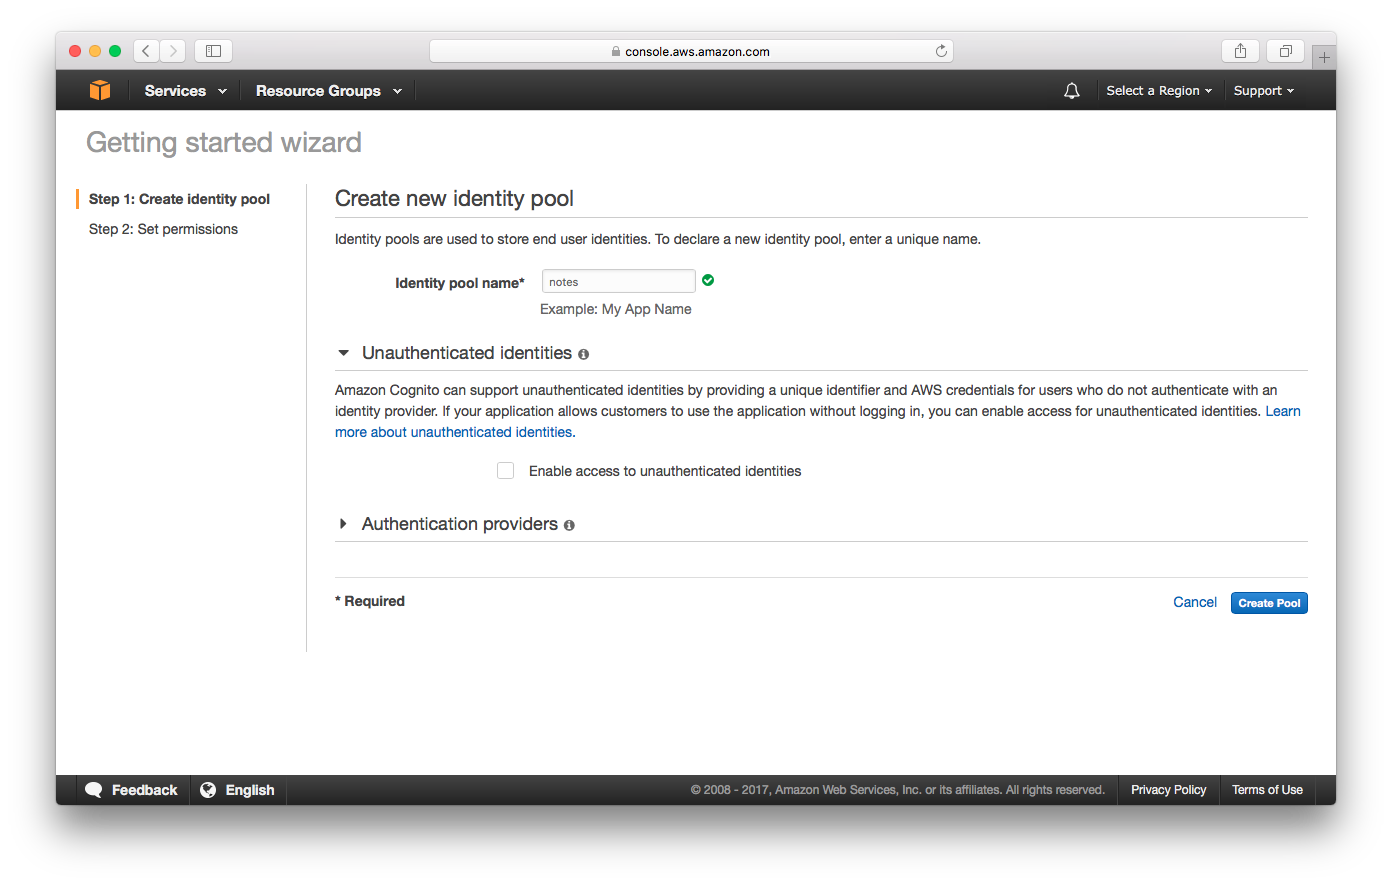 console.aws.amazon.com
Services
Resource Groups
Select a Region
Support
Getting started wizard
Step 1: Create identity pool
Step 2: Set permissions
Create new identity pool
Identity pools are used to store end user identities. To declare a new identity pool, enter a unique name.
Identity pool name*
notes
Example: My App Name
Unauthenticated identities
Amazon Cognito can support unauthenticated identities by providing a unique identifier and AWS credentials for users who do not authenticate with an
identity provider. If your application allows customers to use the application without logging in, you can enable access for unauthenticated identities. Learn
more about unauthenticated identities.
Enable access to unauthenticated identities
Authentication providers
* Required
Cancel
Create Pool
Feedback
English
© 2008 - 2017, Amazon Web Services, Inc. or its affiliates. All rights reserved.
Privacy Policy
Terms of Use